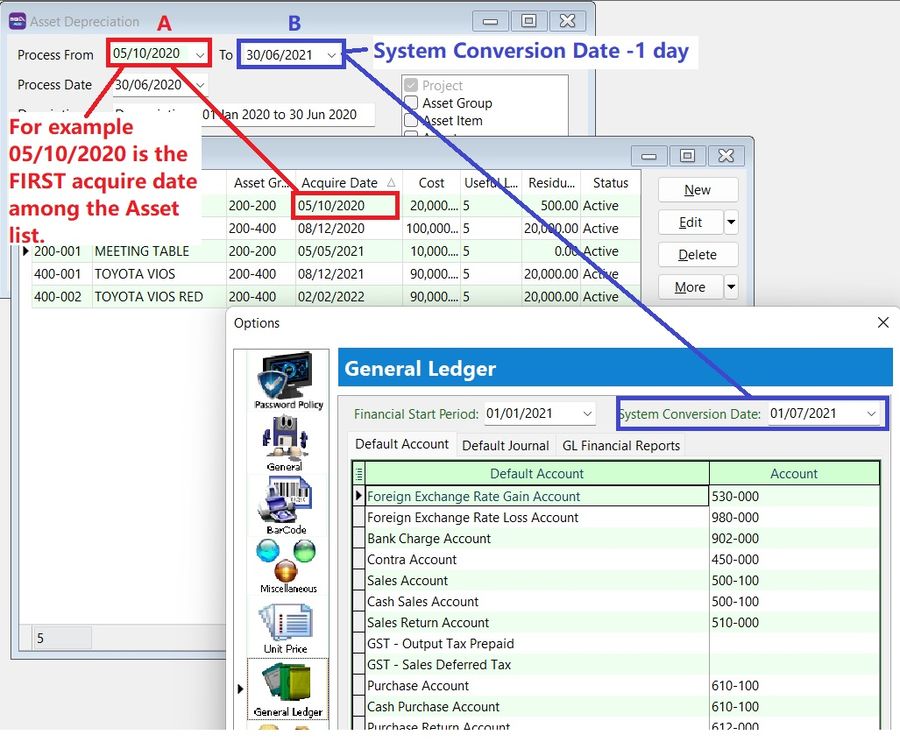 Asset Depreciation
A
B
Process From 05/10/2020 To 30/06/2021
System Conversion Date -1 day
Process Date 30/06/2020
Project
Asset Group
Asset Item
01 Jan 2020 to 30 Jun 2020
For example
05/10/2020 is the
FIRST acquire date
among the Asset
list.
Asset Gr... Acquire Date Cost Useful L... Residu... Status
200-200 05/10/2020 20,000.... 5 500.00 Active
200-400 08/12/2020 100,000.... 5 20,000.00 Active
200-001 MEETING TABLE 200-200 05/05/2021 10,000.... 5 0.00 Active
400-001 TOYOTA VIOS 200-400 08/12/2021 90,000.... 5 20,000.00 Active
400-002 TOYOTA VIOS RED 200-400 02/02/2022 90,000.... 5 20,000.00 Active
New
Edit
Delete
More
5
Options
Password Policy
General
BarCode
Miscellaneous
Unit Price
General Ledger
General Ledger
Financial Start Period: 01/01/2021 System Conversion Date: 01/07/2021
Default Account Default Journal GL Financial Reports
Default Account Account
Foreign Exchange Rate Gain Account 530-000
Foreign Exchange Rate Loss Account 980-000
Bank Charge Account 902-000
Contra Account 450-000
Sales Account 500-100
Cash Sales Account 500-100
Sales Return Account 510-000
GST - Output Tax Prepaid
GST - Sales Deferred Tax
Purchase Account 610-100
Cash Purchase Account 610-100
Purchase Return Account 612-000